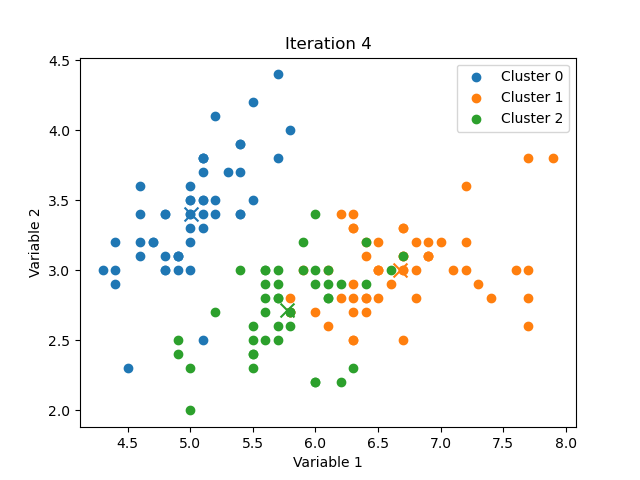 Iteration 4
Variable 2
4.5
4.0
3.5
3.0
2.5
2.0
Cluster 0
Cluster 1
Cluster 2
4.5 5.0 5.5 6.0 6.5 7.0 7.5 8.0
Variable 1